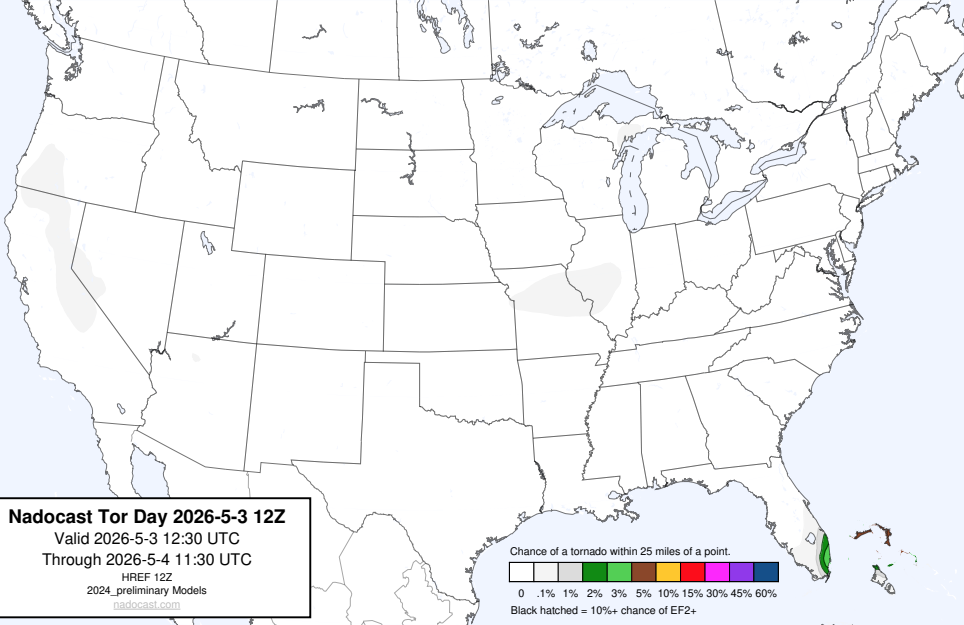 Nadocast Tor Day 2026-5-3 12Z
Valid 2026-5-3 12:30 UTC
Through 2026-5-4 11:30 UTC
HREF 12Z
2024_preliminary Models
nadocast.com
Chance of a tornado within 25 miles of a point.
0 .1% 1% 2% 3% 5% 10% 15% 30% 45% 60%
Black hatched = 10%+ chance of EF2+